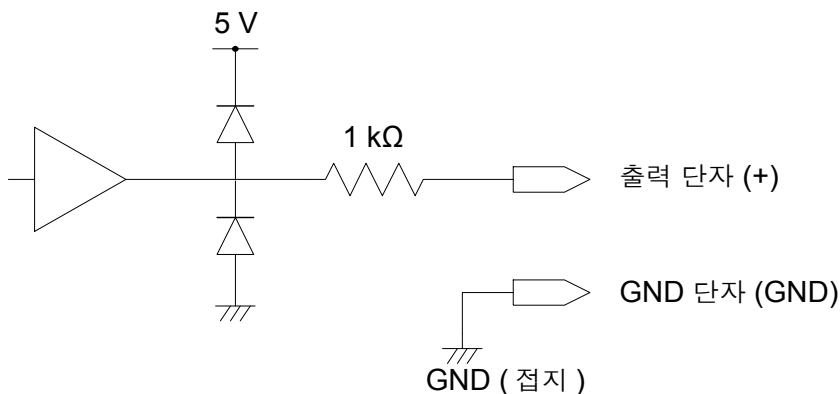 5 V
1 kΩ
출력 단자 (+)
GND 단자 (GND)
GND ( 접지 )